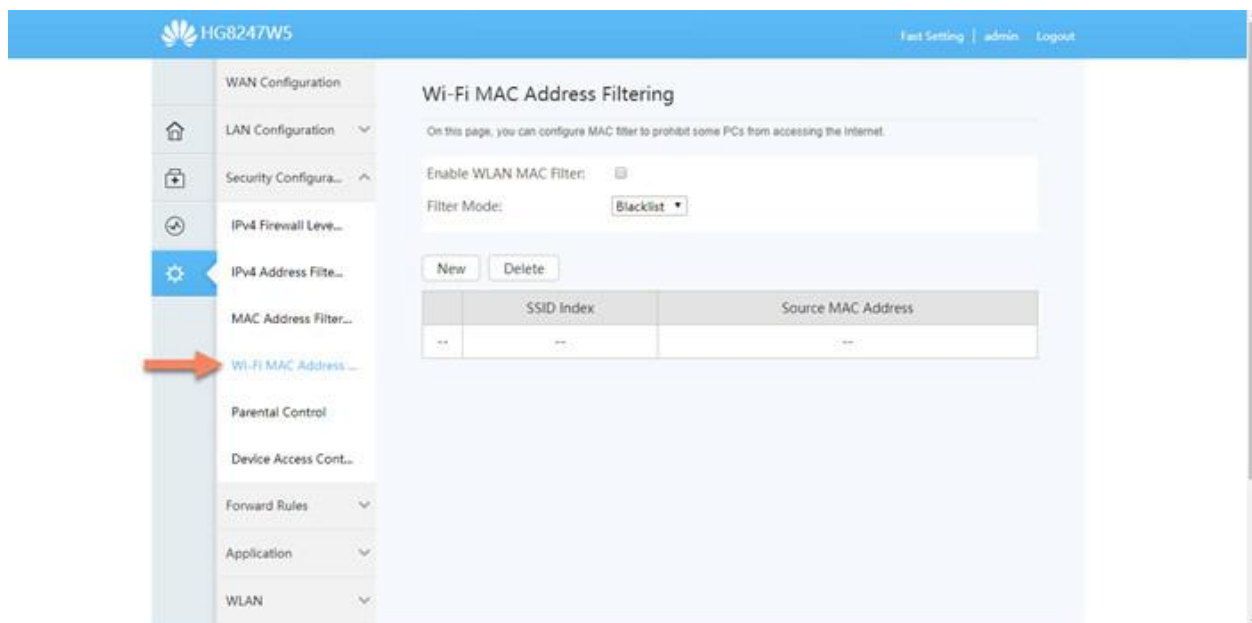 HG8247W5
Fast Setting | admin Logout
WAN Configuration
LAN Configuration
Security Configura...
IPv4 Firewall Leve...
IPv4 Address Filte...
MAC Address Filter...
Wi-Fi MAC Address ...
Parental Control
Device Access Cont...
Forward Rules
Application
WLAN
Wi-Fi MAC Address Filtering
On this page, you can configure MAC filter to prohibit some PCs from accessing the Internet.
Enable WLAN MAC Filter:
Filter Mode: Blacklist
New Delete
SSID Index Source MAC Address
-- -- --